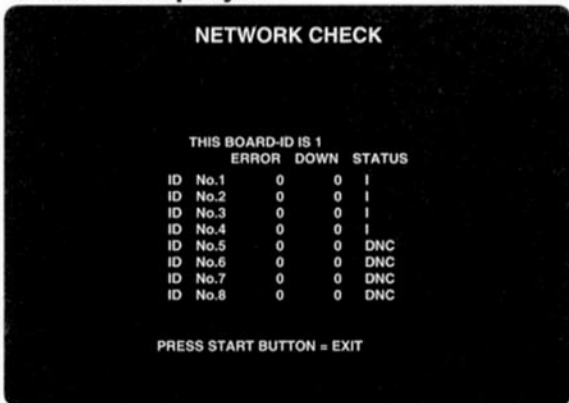 NETWORK CHECK
THIS BOARD-ID IS 1
ERROR DOWN STATUS
ID No.1 0 0 I
ID No.2 0 0 I
ID No.3 0 0 I
ID No.4 0 0 I
ID No.5 0 0 DNC
ID No.6 0 0 DNC
ID No.7 0 0 DNC
ID No.8 0 0 DNC
PRESS START BUTTON = EXIT